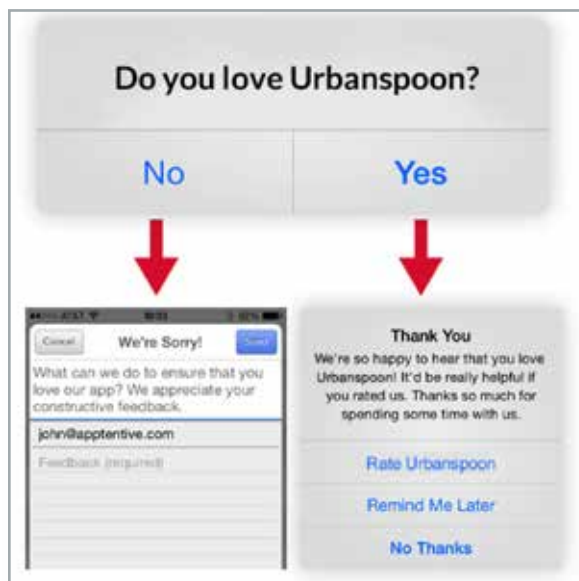 Do you love Urbanspoon?
No
Yes
AT&T
Cancel
We're Sorry!
Send
What can we do to ensure that you
love our app? We appreciate your
constructive feedback.
john@apptentive.com
Feedback (required)
Thank You
We're so happy to hear that you love
Urbanspoon! It'd be really helpful if
you rated us. Thanks so much for
spending some time with us.
Rate Urbanspoon
Remind Me Later
No Thanks